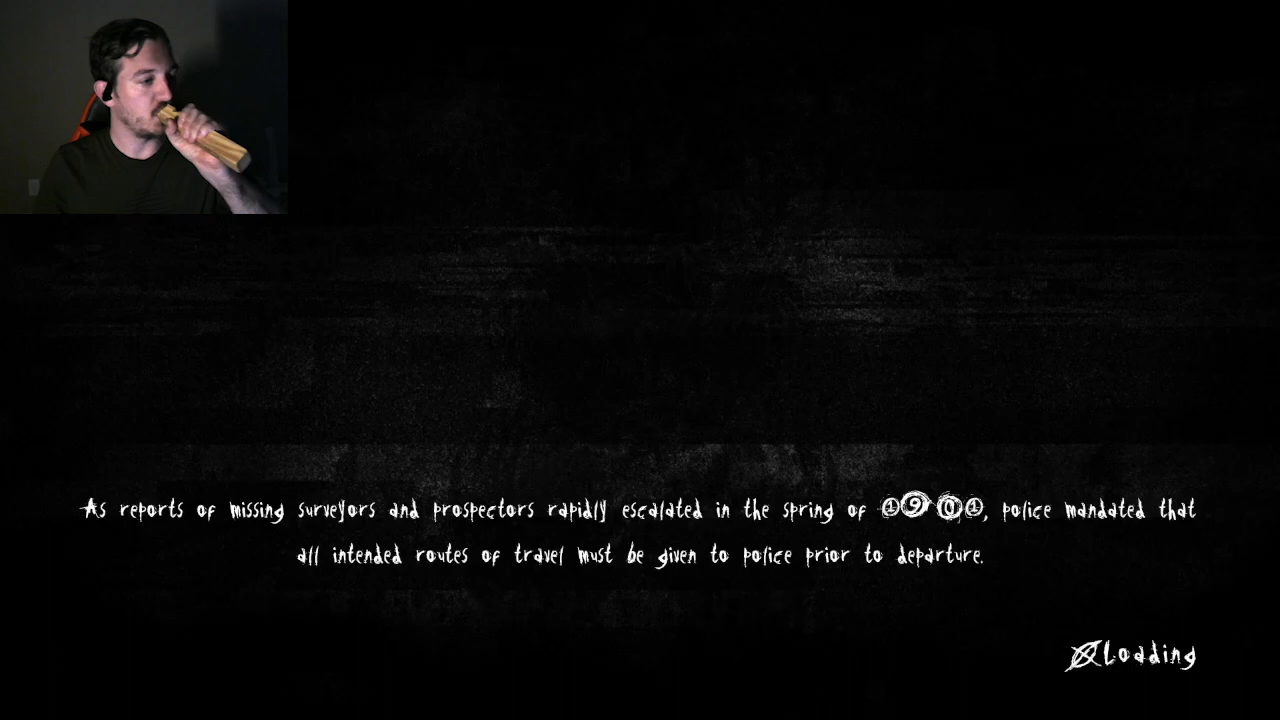 As reports of missing surveyors and prospectors rapidly escalated in the spring of 1901, police mandated that
all intended routes of travel must be given to police prior to departure.
Loading